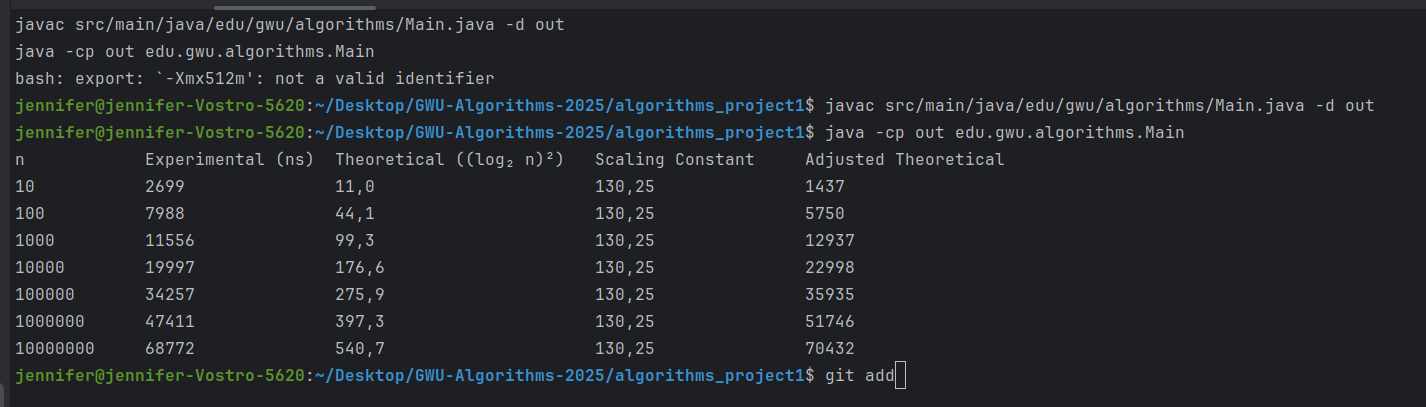 javac src/main/java/edu/gwu/algorithms/Main.java -d out
java -cp out edu.gwu.algorithms.Main
bash: export: `-Xmx512m': not a valid identifier
jennifer@jennifer-Vostro-5620:~/Desktop/GWU-Algorithms-2025/algorithms_project1$ javac src/main/java/edu/gwu/algorithms/Main.java -d out
jennifer@jennifer-Vostro-5620:~/Desktop/GWU-Algorithms-2025/algorithms_project1$ java -cp out edu.gwu.algorithms.Main
n Experimental (ns) Theoretical ((log₂ n)²) Scaling Constant Adjusted Theoretical
10 2699 11,0 130,25 1437
100 7988 44,1 130,25 5750
1000 11556 99,3 130,25 12937
10000 19997 176,6 130,25 22998
100000 34257 275,9 130,25 35935
1000000 47411 397,3 130,25 51746
10000000 68772 540,7 130,25 70432
jennifer@jennifer-Vostro-5620:~/Desktop/GWU-Algorithms-2025/algorithms_project1$ git add